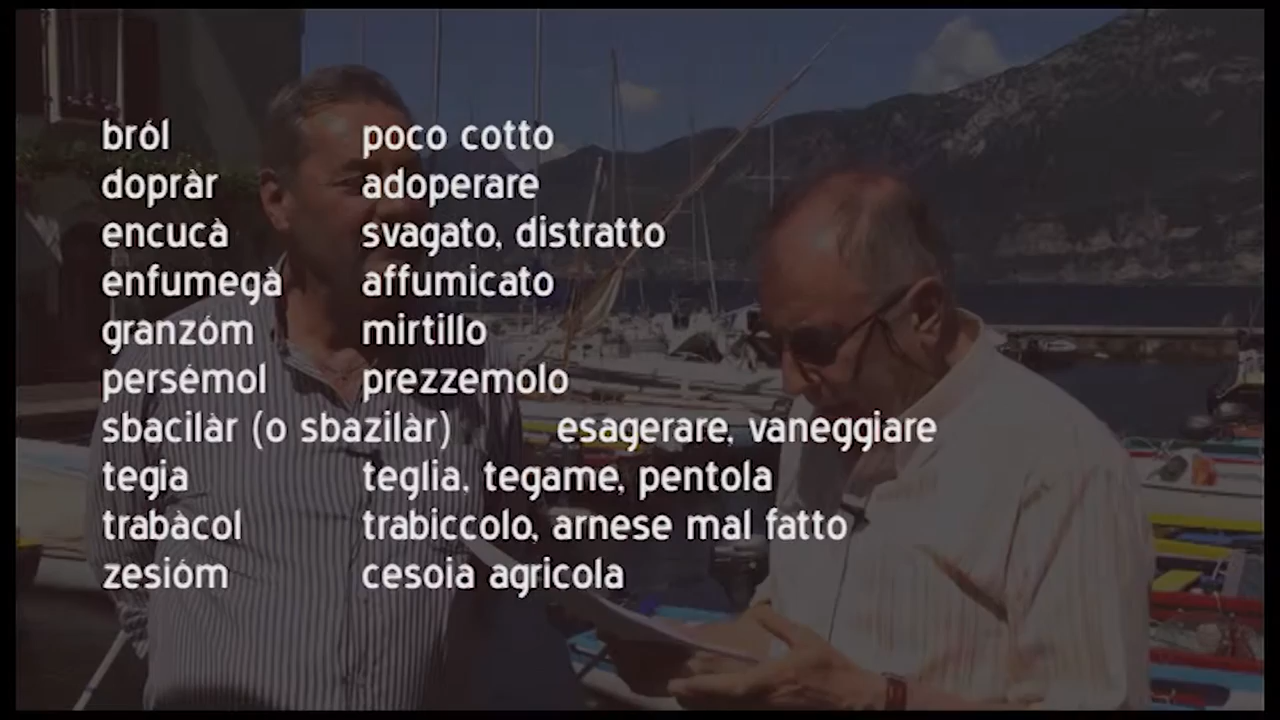 bról poco cotto
dopràr adoperare
encucà svagato, distratto
enfumegà affumicato
granzóm mirtillo
persémol prezzemolo
sbacilàr (o sbazilàr) esagerare, vaneggiare
tegia teglia, tegame, pentola
trabàcol trabiccolo, arnese mal fatto
zesióm cesoia agricola